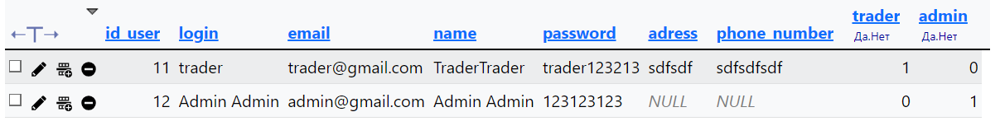 trader admin
id_user login email name password adress phone_number Да.Нет Да.Нет
11 trader trader@gmail.com TraderTrader trader123213 sdfsdf sdfsdfsdf 1 0
12 Admin Admin admin@gmail.com Admin Admin 123123123 NULL NULL 0 1